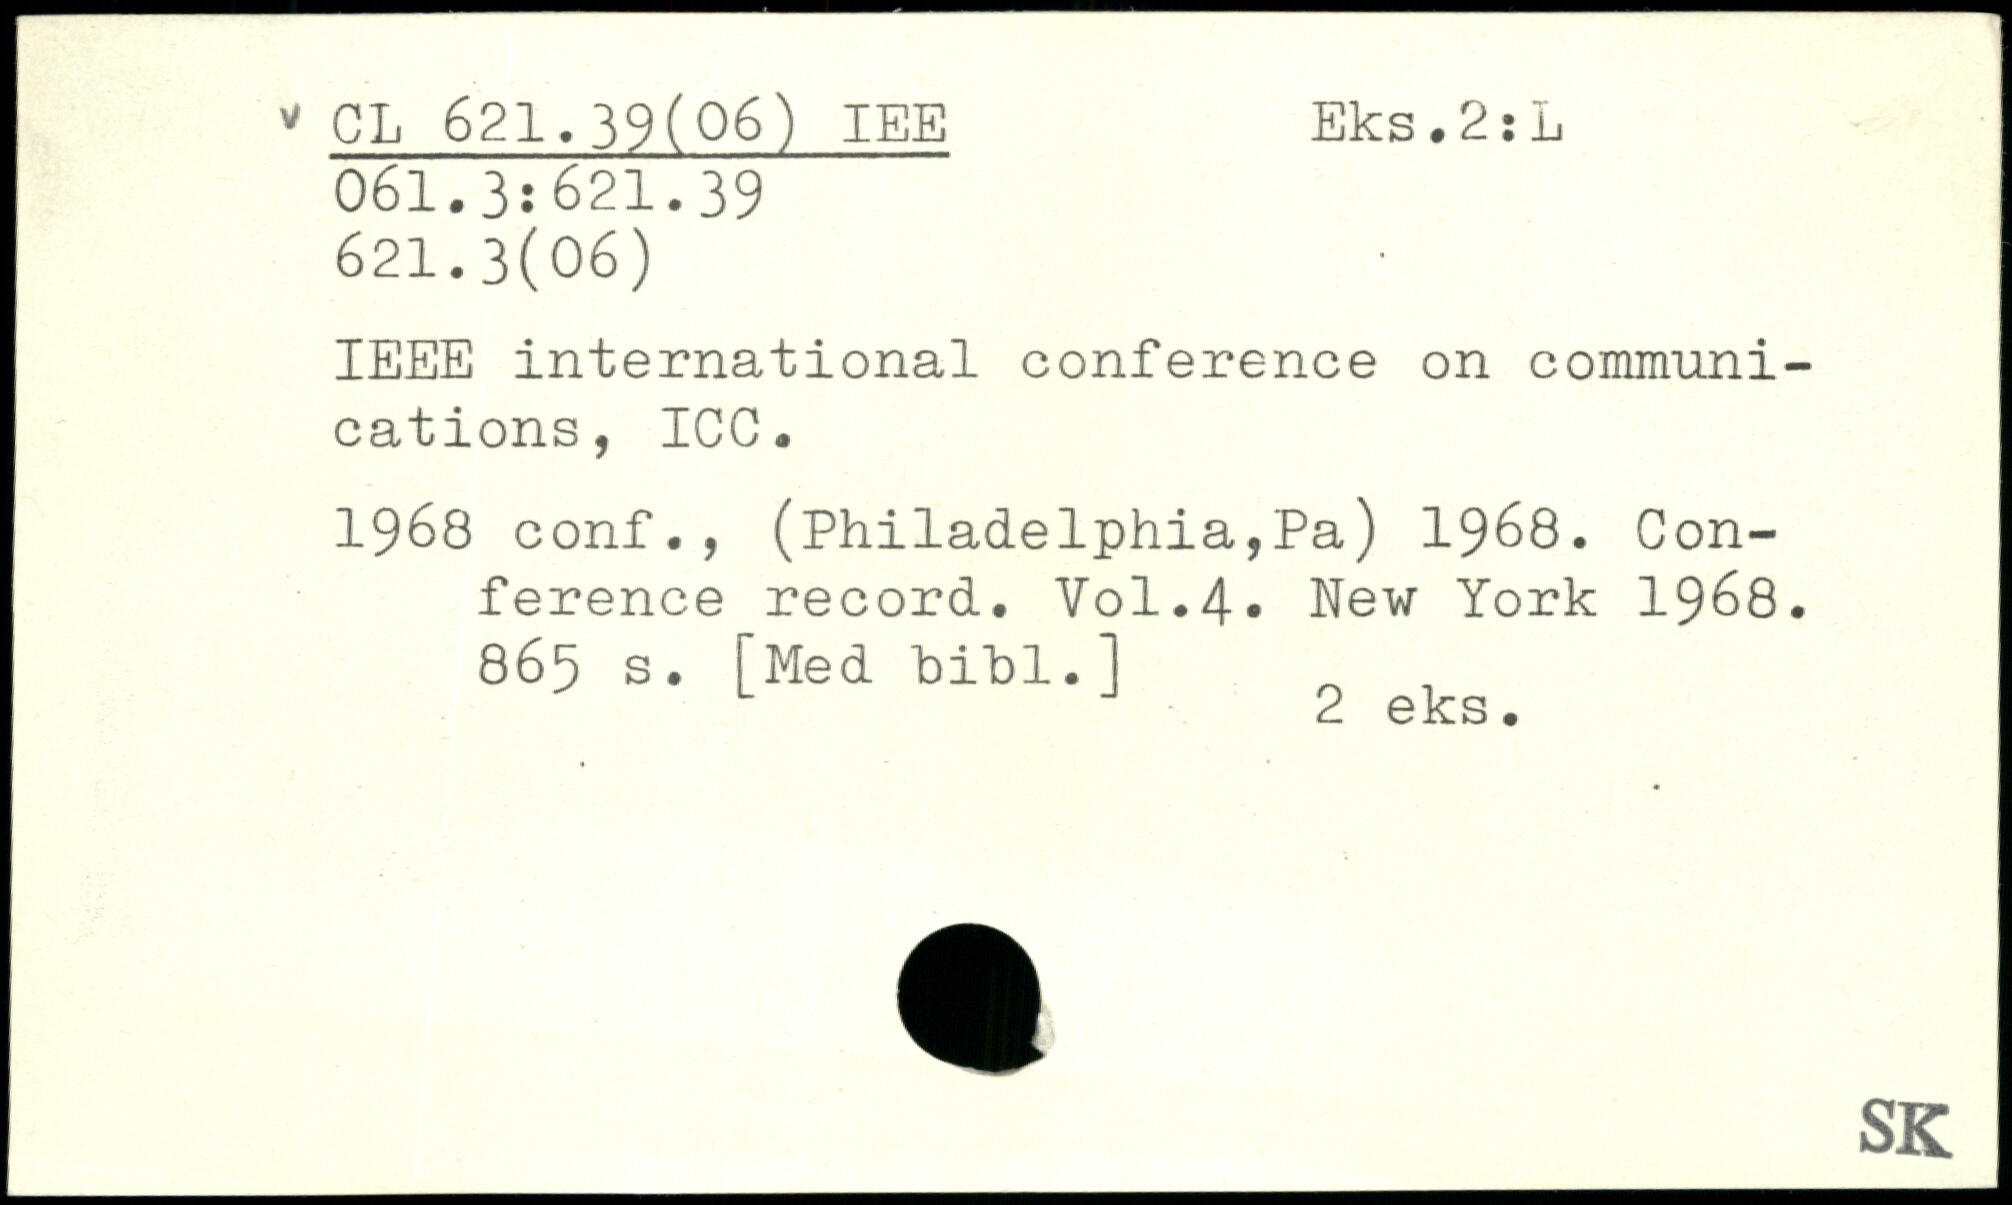 v CL 621.39(06) IEE Eks.2:L
061.3:621.39
621.3(06)
IEEE international conference on communi-
cations, ICC.
1968 conf., (Philadelphia,Pa) 1968. Con-
ference record. Vol.4. New York 1968.
865 s. [Med bibl.]
2 eks.
SK